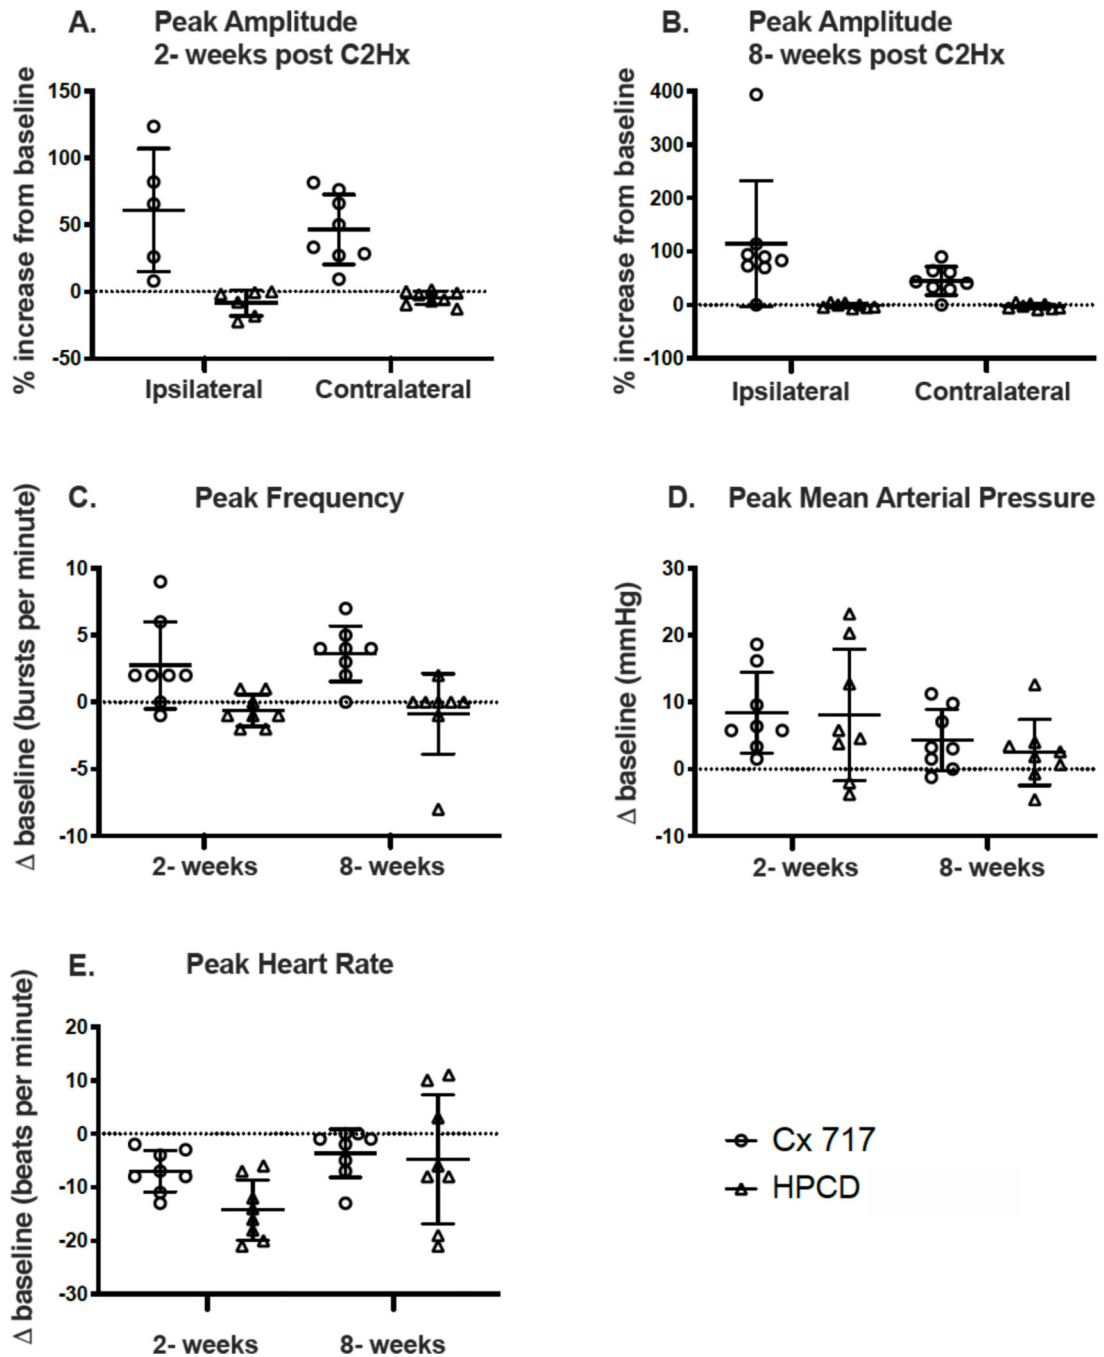 A. Peak Amplitude
2- weeks post C2Hx
% increase from baseline
150
100
50
0
-50
Ipsilateral
Contralateral
B. Peak Amplitude
8- weeks post C2Hx
% increase from baseline
400
300
200
100
0
-100
Ipsilateral
Contralateral
C. Peak Frequency
Δ baseline (bursts per minute)
10
5
0
-5
-10
2- weeks
8- weeks
D. Peak Mean Arterial Pressure
Δ baseline (mmHg)
30
20
10
0
-10
2- weeks
8- weeks
E. Peak Heart Rate
Δ baseline (beats per minute)
20
10
0
-10
-20
-30
2- weeks
8- weeks
Cx 717
HPCD